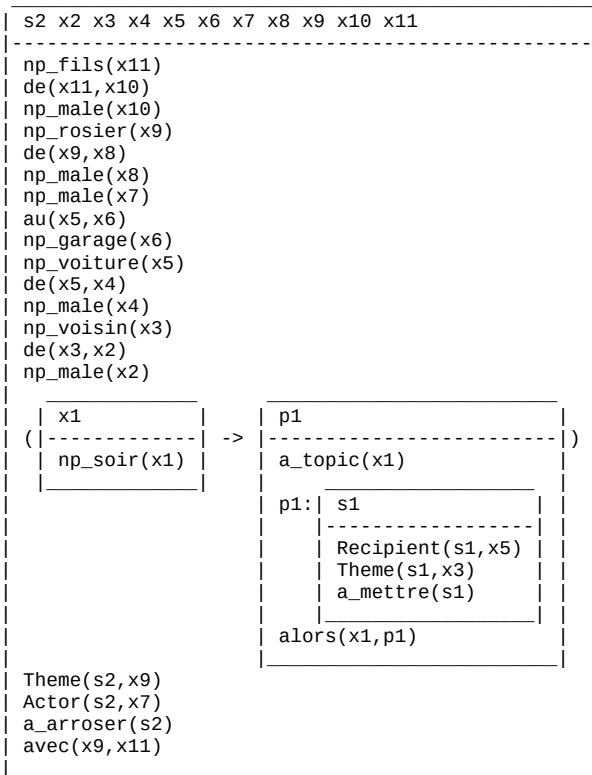 s2 x2 x3 x4 x5 x6 x7 x8 x9 x10 x11
np_fils(x11)
de(x11,x10)
np_male(x10)
np_rosier(x9)
de(x9,x8)
np_male(x8)
np_male(x7)
au(x5,x6)
np_garage(x6)
np_voiture(x5)
de(x5,x4)
np_male(x4)
np_voisin(x3)
de(x3,x2)
np_male(x2)
x1 p1
( -> )
np_soir(x1) a_topic(x1)
p1: s1
Recipient(s1,x5)
Theme(s1,x3)
a_mettre(s1)
alors(x1,p1)
Theme(s2,x9)
Actor(s2,x7)
a_arroser(s2)
avec(x9,x11)